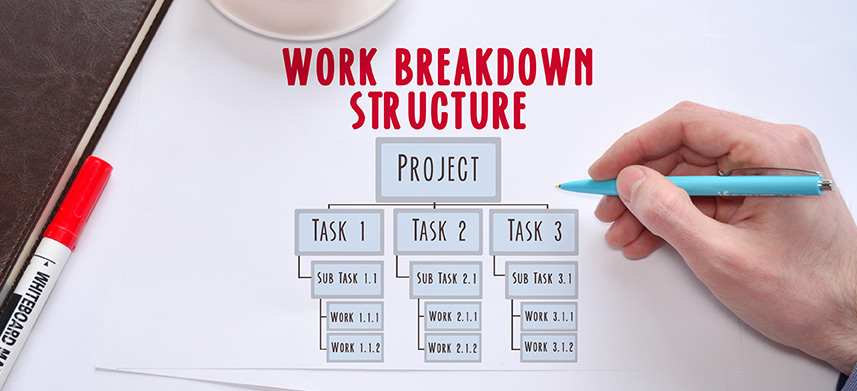 WORK BREAKDOWN
STRUCTURE
PROJECT
TASK 1
TASK 2
TASK 3
SUB TASK 1.1
SUB TASK 2.1
SUB TASK 3.1
WORK 1.1.1
WORK 2.1.1
WORK 3.1.1
WORK 1.1.2
WORK 2.1.2
WORK 3.1.2
WHITEBOARD MA